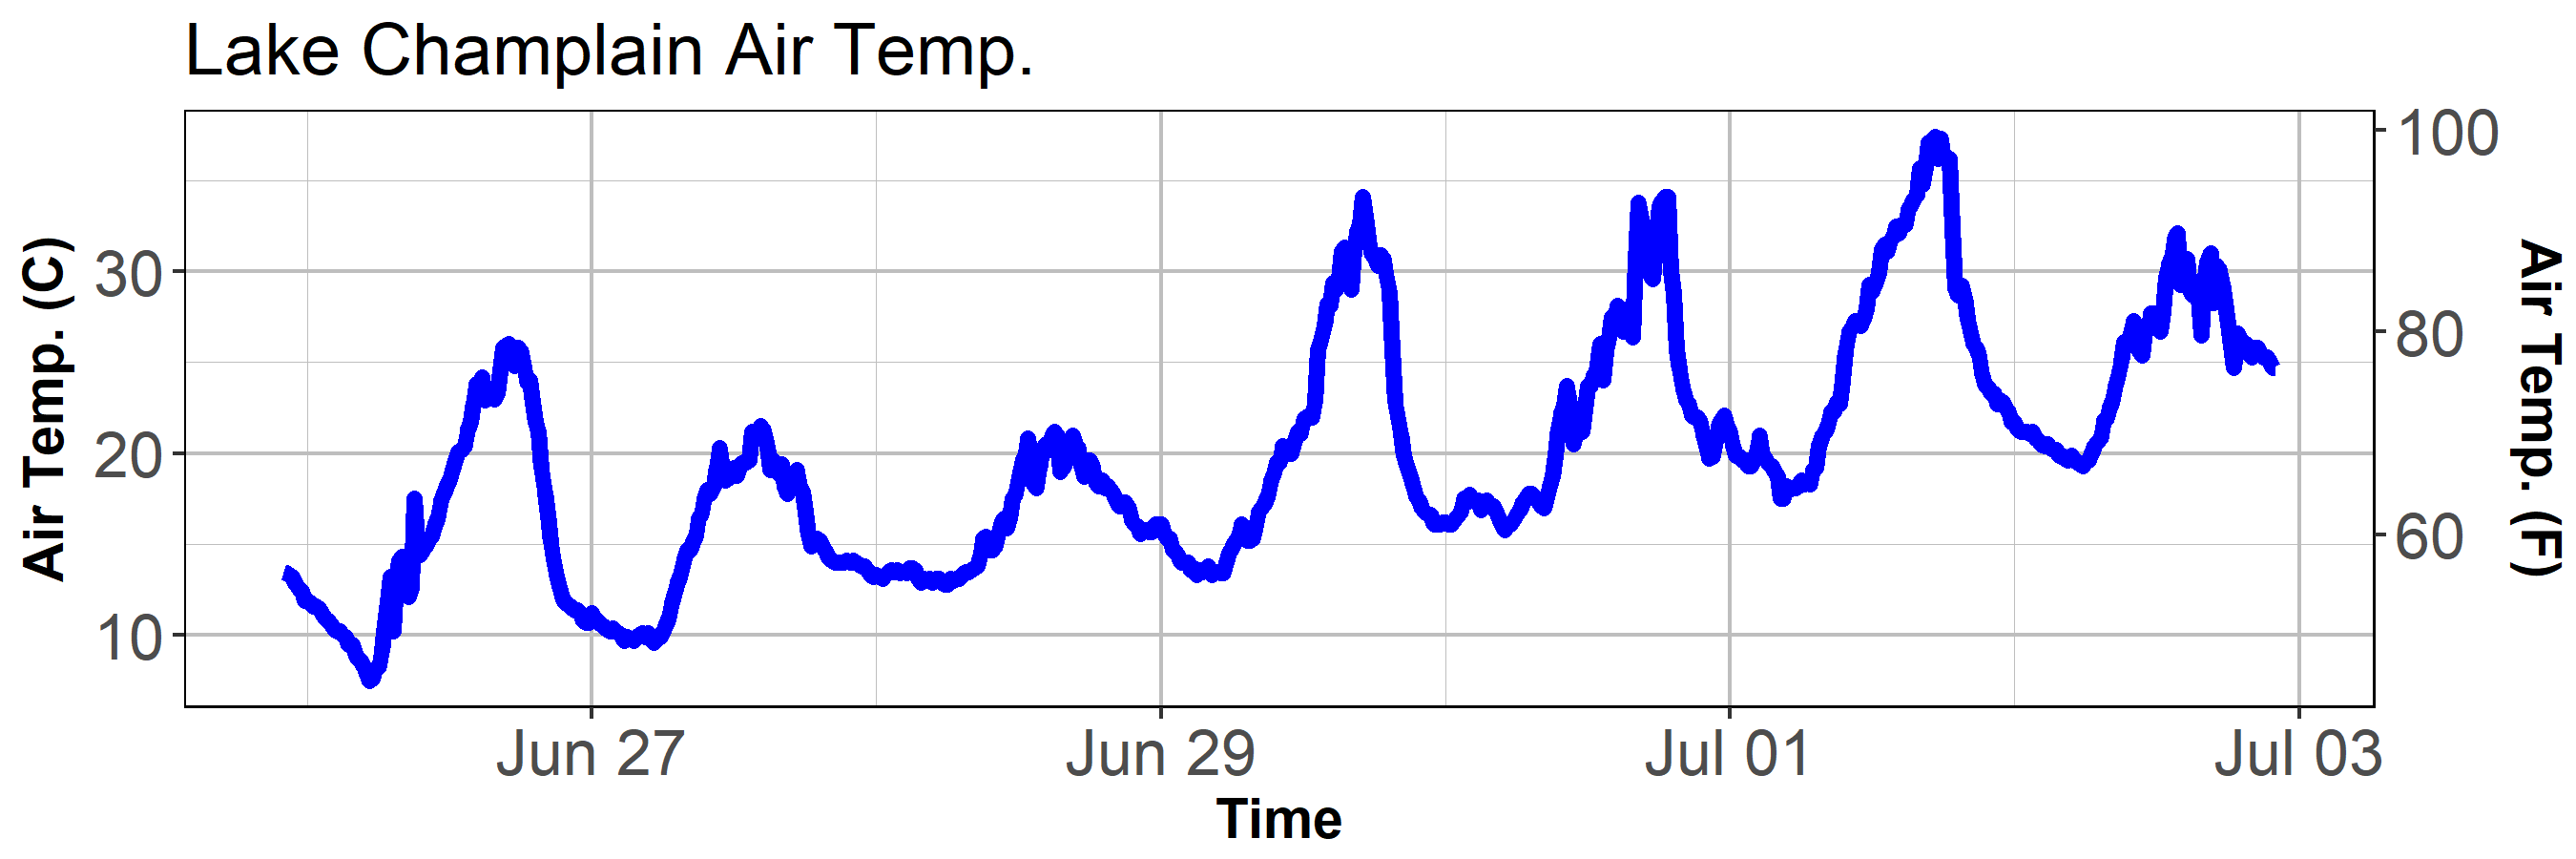 Lake Champlain Air Temp.
Air Temp. (C)
30
20
10
100
80
60
Air Temp. (F)
Jun 27
Jun 29
Jul 01
Jul 03
Time